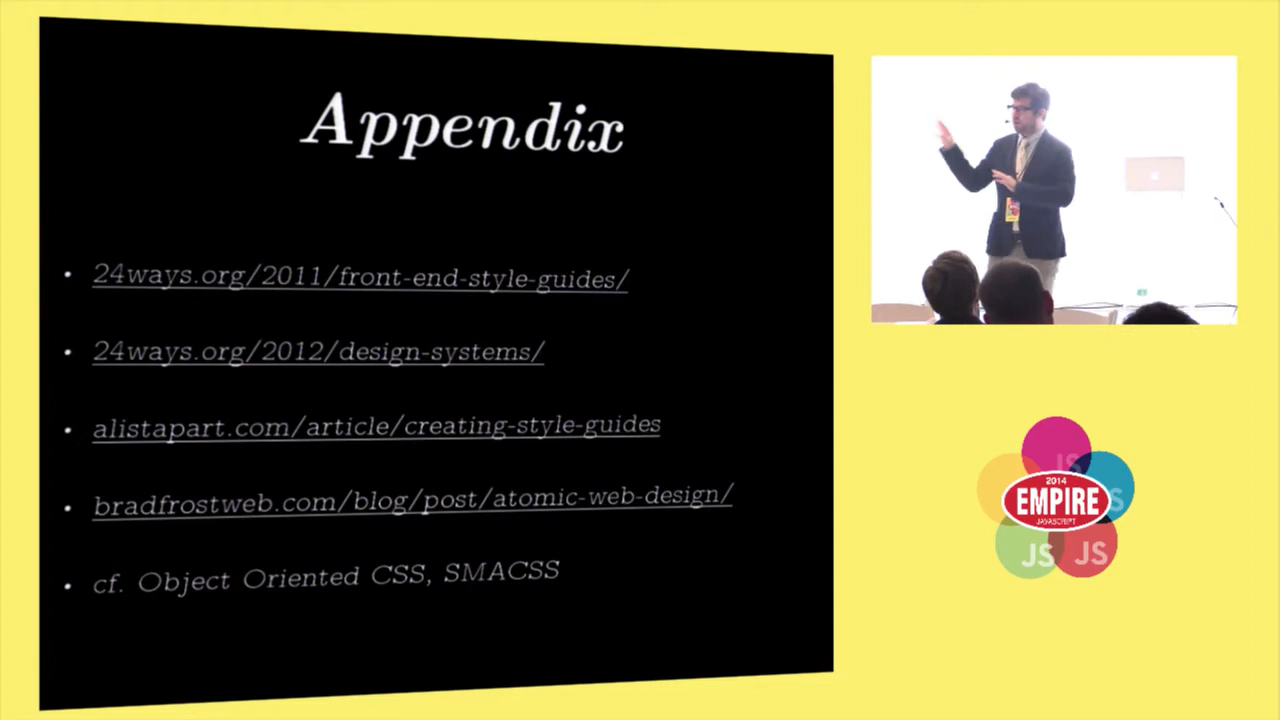 Appendix
• 24ways.org/2011/front-end-style-guides/
• 24ways.org/2012/design-systems/
• alistapart.com/article/creating-style-guides
• bradfrostweb.com/blog/post/atomic-web-design/
• cf. Object Oriented CSS, SMACSS
JS
2014
EMPIRE
JAVASCRIPT
JS
JS